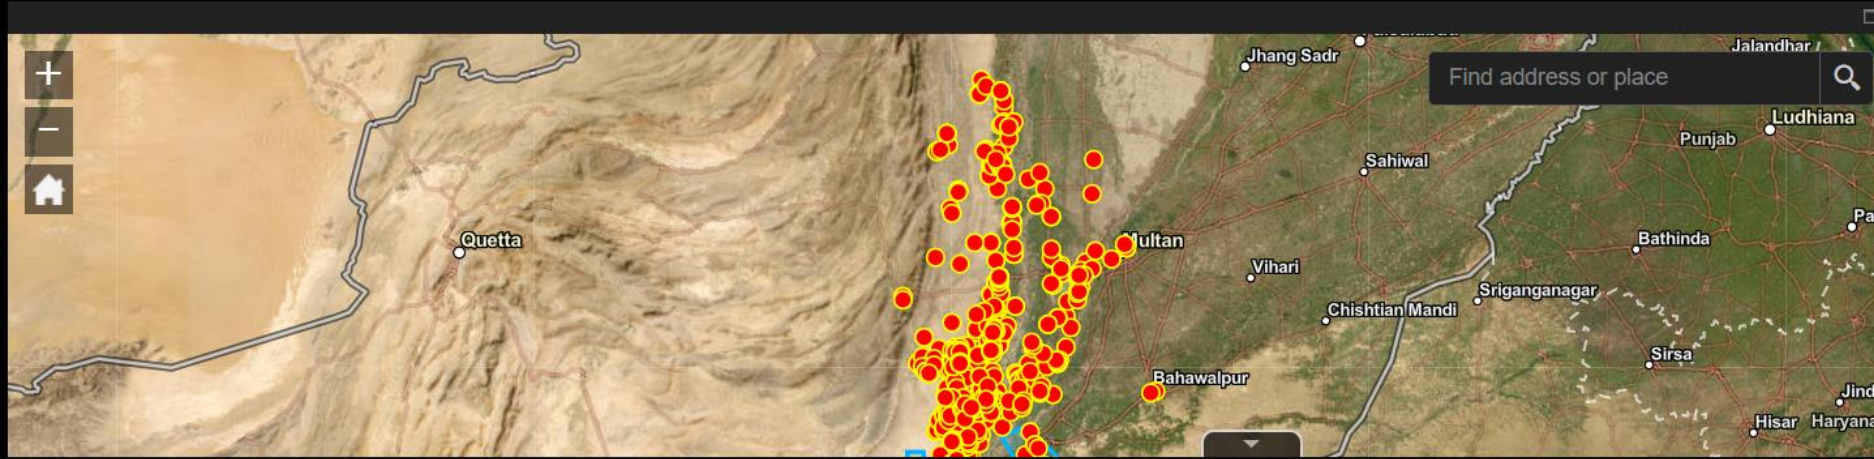 Jhang Sadr
Jalandhar
Find address or place
Ludhiana
Punjab
Sahiwal
Quetta
Multan
Bathinda
Vihari
Sriganganagar
Chishtian Mandi
Sirsa
Bahawalpur
Jind
Hisar
Haryana